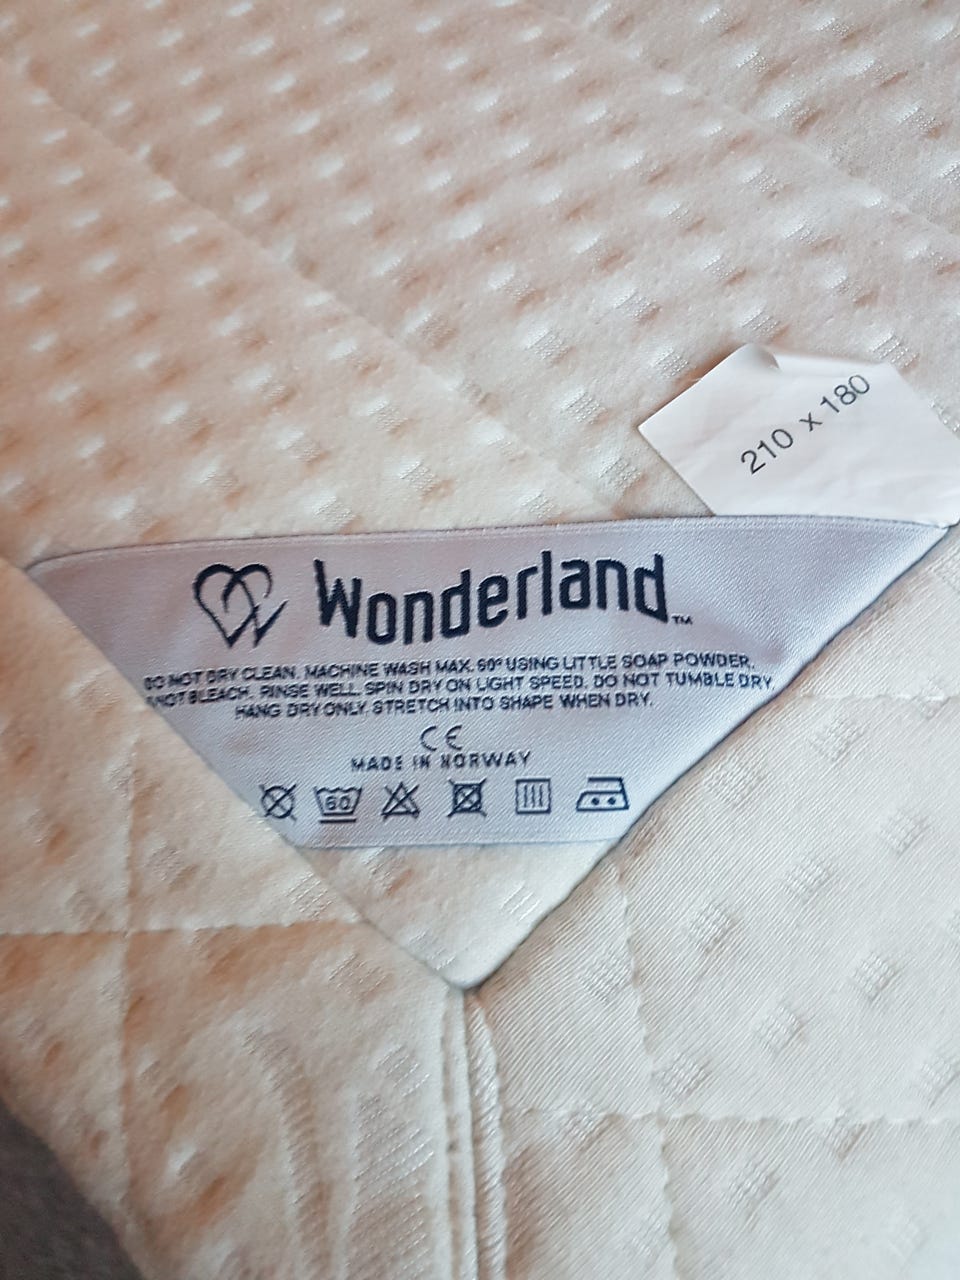 210 x 180
Wonderland™
DO NOT DRY CLEAN. MACHINE WASH MAX. 60° USING LITTLE SOAP POWDER.
NOT BLEACH. RINSE WELL. SPIN DRY ON LIGHT SPEED. DO NOT TUMBLE DRY,
HANG DRY ONLY. STRETCH INTO SHAPE WHEN DRY.
CE
MADE IN NORWAY
60